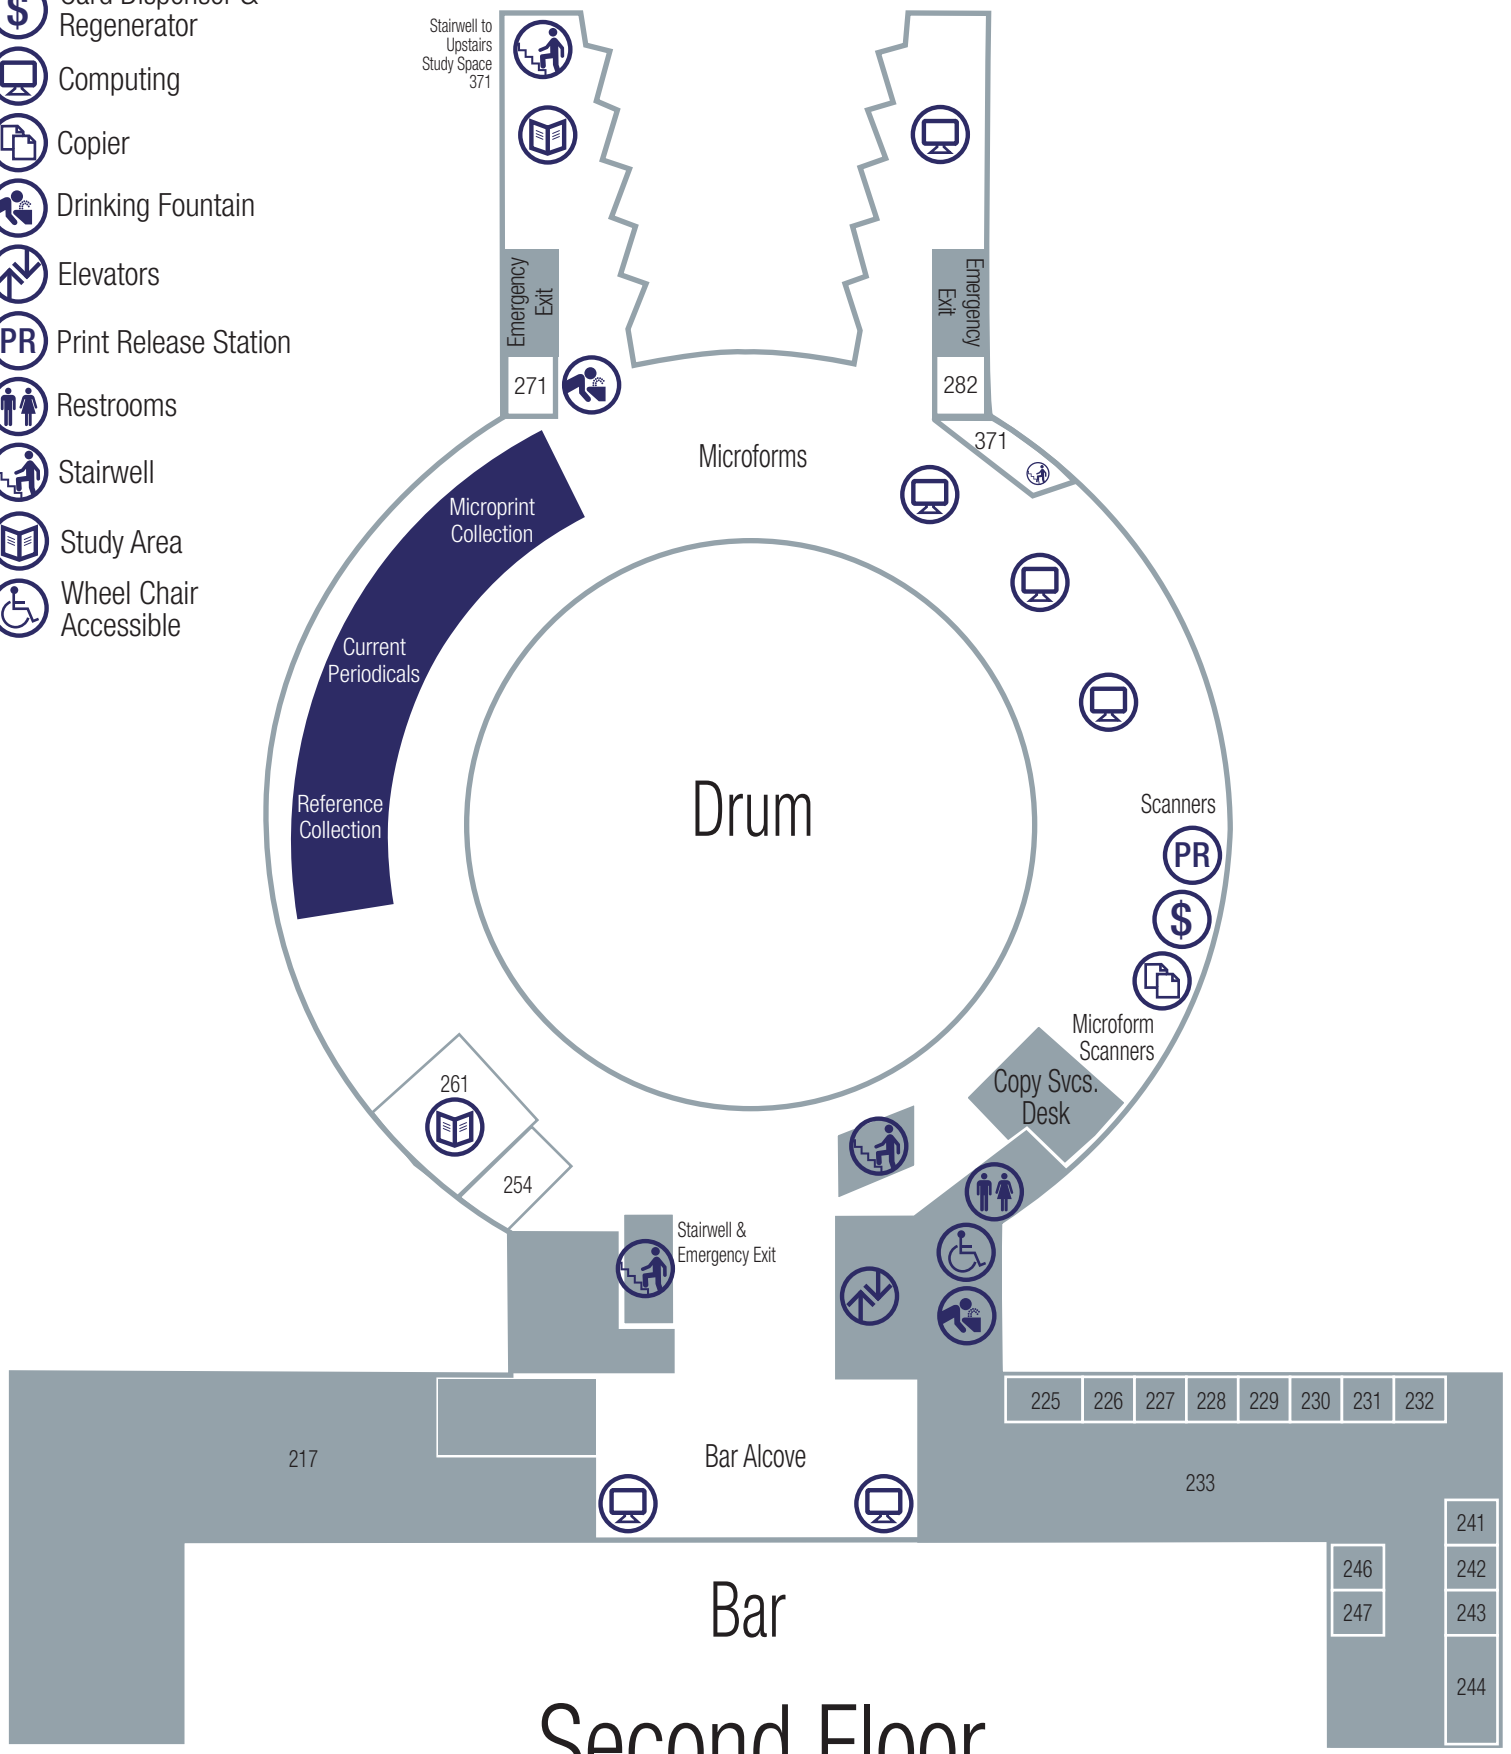 $
Regenerator
Computing
Copier
Drinking Fountain
Elevators
PR
Print Release Station
Restrooms
Stairwell
Study Area
Wheel Chair
Accessible
Stairwell to
Upstairs
Study Space
371
Emergency
Exit
Emergency
Exit
271
282
371
Microforms
Microprint
Collection
Current
Periodicals
Reference
Collection
Drum
Scanners
PR
$
Microform
Scanners
Copy Svcs.
Desk
261
254
Stairwell &
Emergency Exit
225
226
227
228
229
230
231
232
217
Bar Alcove
233
241
246
242
247
243
244
Bar
Second Floor